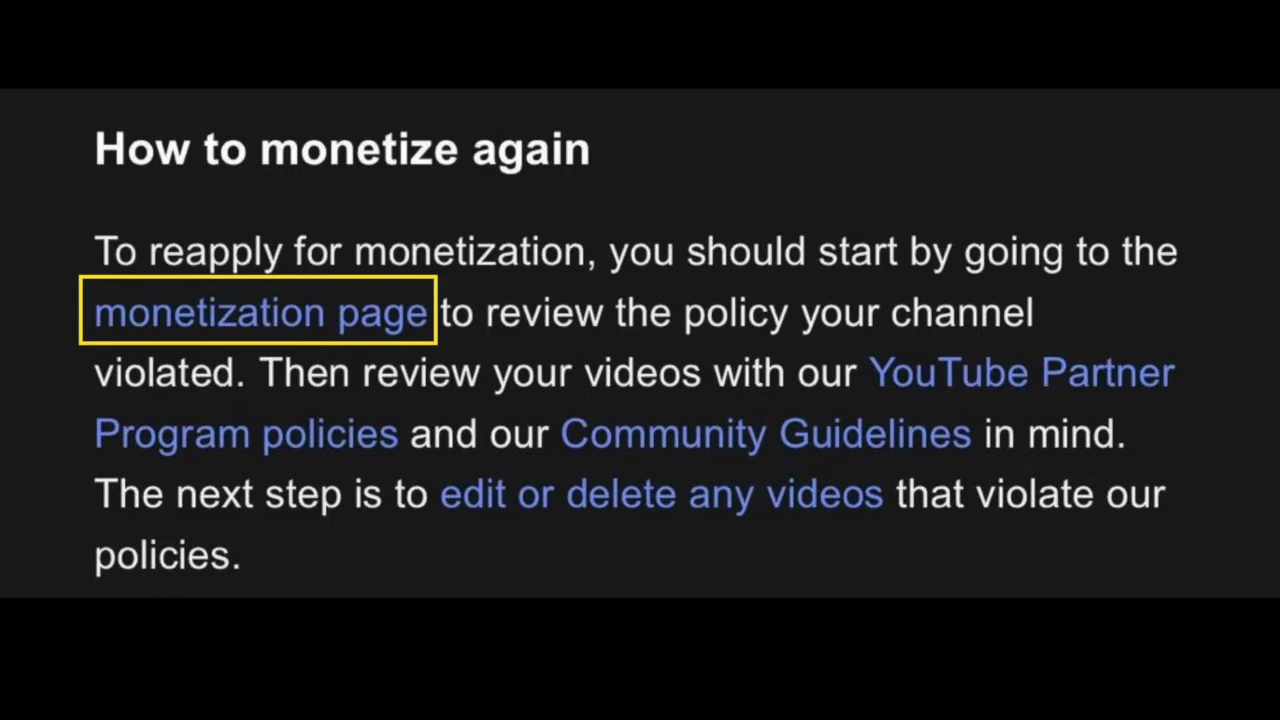 How to monetize again
To reapply for monetization, you should start by going to the
monetization page to review the policy your channel
violated. Then review your videos with our YouTube Partner
Program policies and our Community Guidelines in mind.
The next step is to edit or delete any videos that violate our
policies.